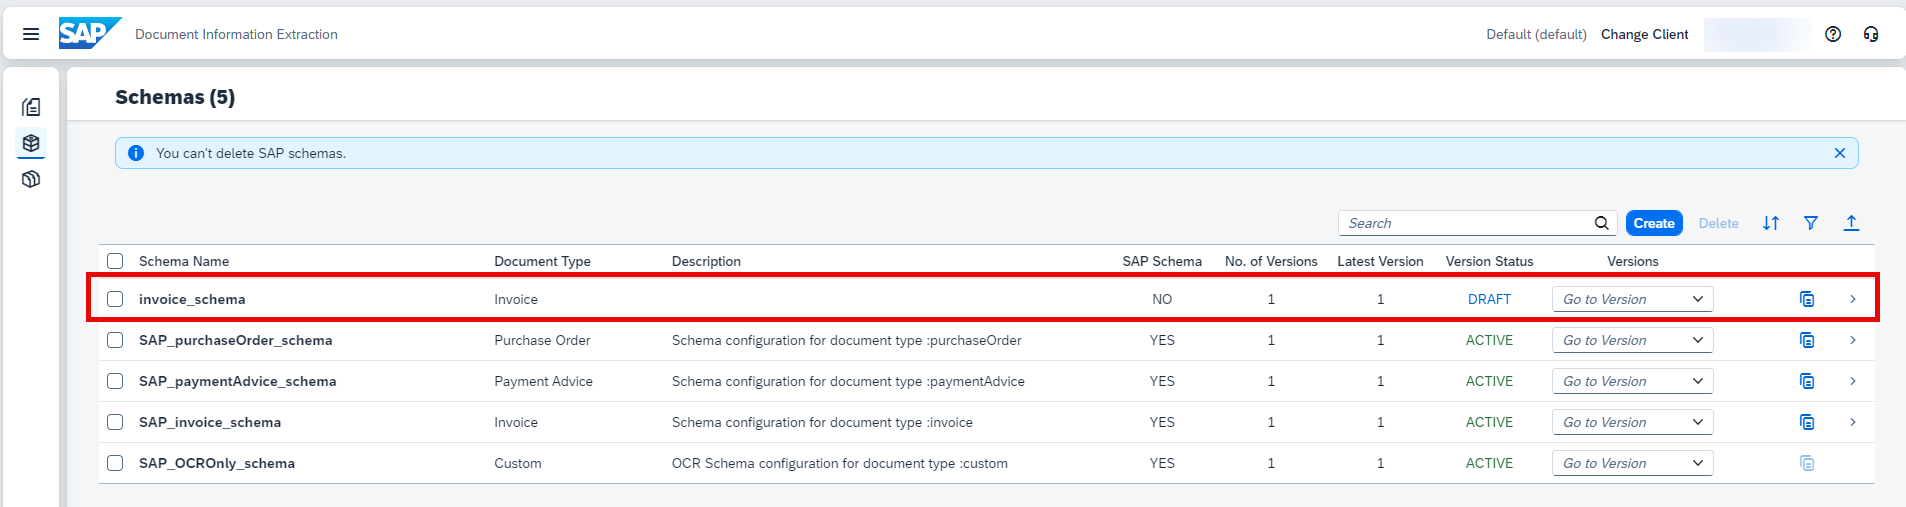 SAP Document Information Extraction Default (default) Change Client
Schemas (5)
You can't delete SAP schemas.
Search Create Delete
Schema Name Document Type Description SAP Schema No. of Versions Latest Version Version Status Versions
invoice_schema Invoice NO 1 1 DRAFT Go to Version
SAP_purchaseOrder_schema Purchase Order Schema configuration for document type :purchaseOrder YES 1 1 ACTIVE Go to Version
SAP_paymentAdvice_schema Payment Advice Schema configuration for document type :paymentAdvice YES 1 1 ACTIVE Go to Version
SAP_invoice_schema Invoice Schema configuration for document type :invoice YES 1 1 ACTIVE Go to Version
SAP_OCROnly_schema Custom OCR Schema configuration for document type :custom YES 1 1 ACTIVE Go to Version